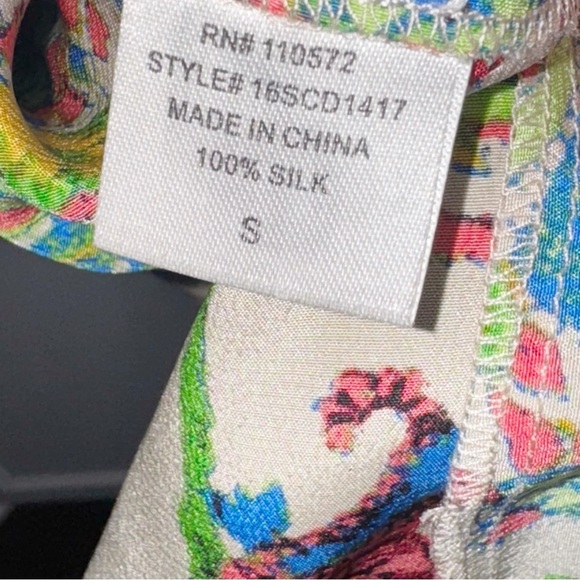 RN# 110572
STYLE# 16SCD1417
MADE IN CHINA
100% SILK
S